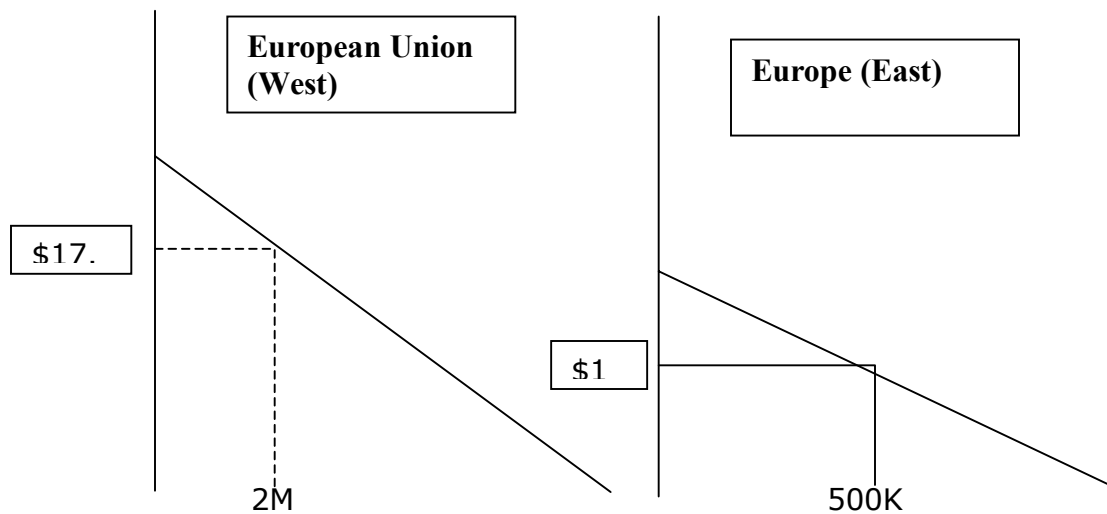 European Union
(West)
Europe (East)
$17.
$1
2M
500K